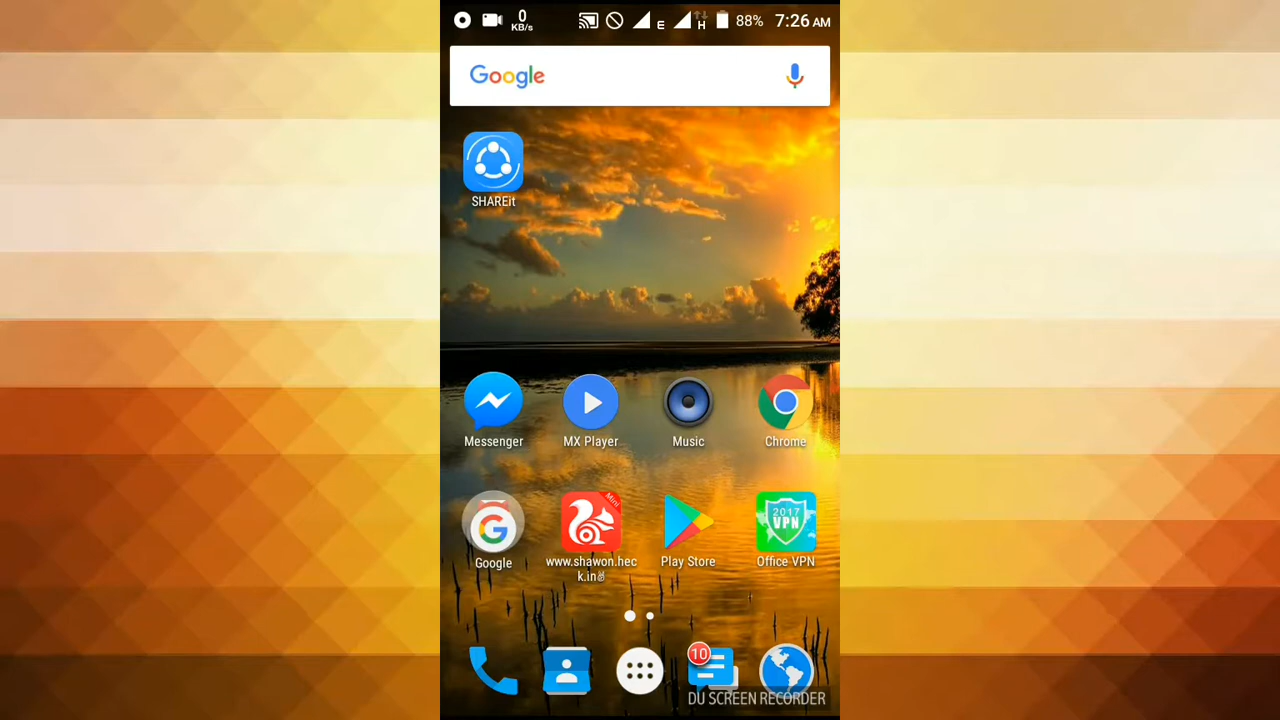 0
KB/s
E
H
88%
7:26 AM
Google
SHAREit
Messenger
MX Player
Music
Chrome
Mini
2017
VPN
Google
www.shawon.hec
k.in✌
Play Store
Office VPN
10
DU SCREEN RECORDER